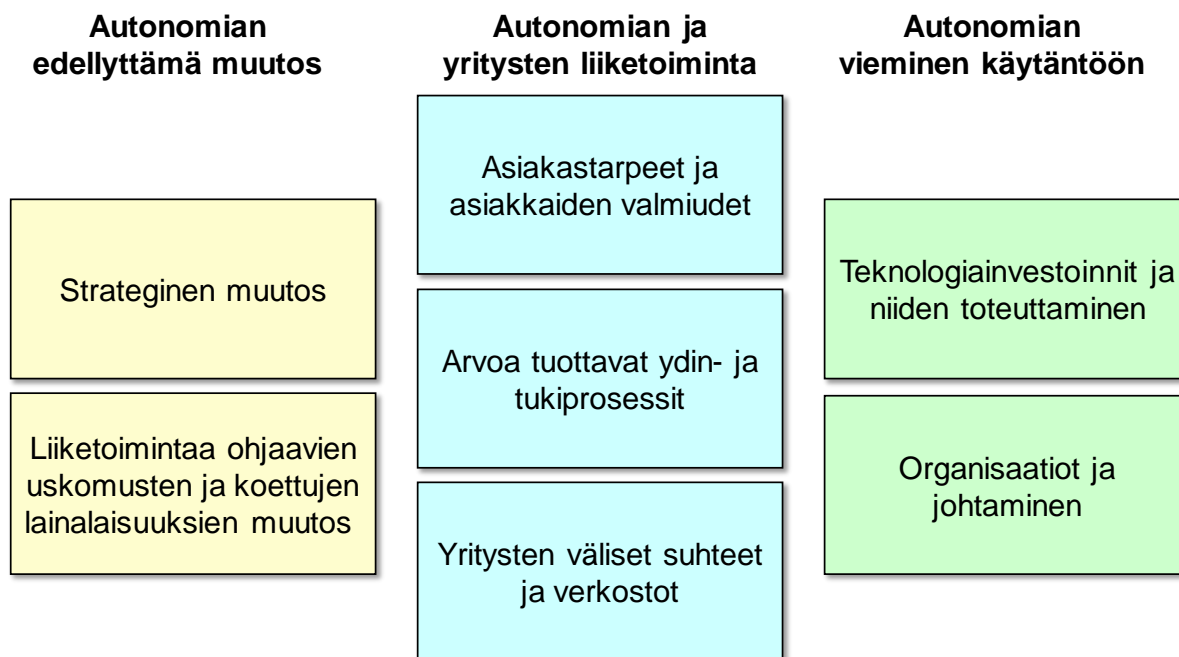 Autonomian
edellyttämä muutos
Strateginen muutos
Liiketoimintaa ohjaavien
uskomusten ja koettujen
lainalaisuuksien muutos
Autonomian ja
yritysten liiketoiminta
Asiakastarpeet ja
asiakkaiden valmiudet
Arvoa tuottavat ydin- ja
tukiprosessit
Yritysten väliset suhteet
ja verkostot
Autonomian
vieminen käytäntöön
Teknologiainvestoinnit ja
niiden toteuttaminen
Organisaatiot ja
johtaminen